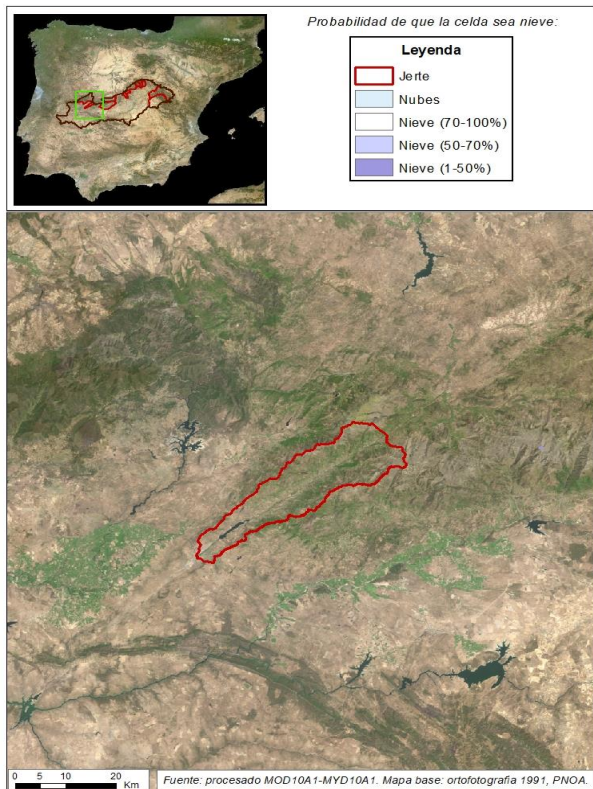 Probabilidad de que la celda sea nieve:
Leyenda
Jerte
Nubes
Nieve (70-100%)
Nieve (50-70%)
Nieve (1-50%)
0 5 10 20
Km
Fuente: procesado MOD10A1-MYD10A1. Mapa base: ortofotografia 1991, PNOA.